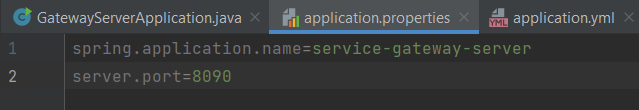 GatewayServerApplication.java
application.properties
application.yml
1 spring.application.name=service-gateway-server
2 server.port=8090